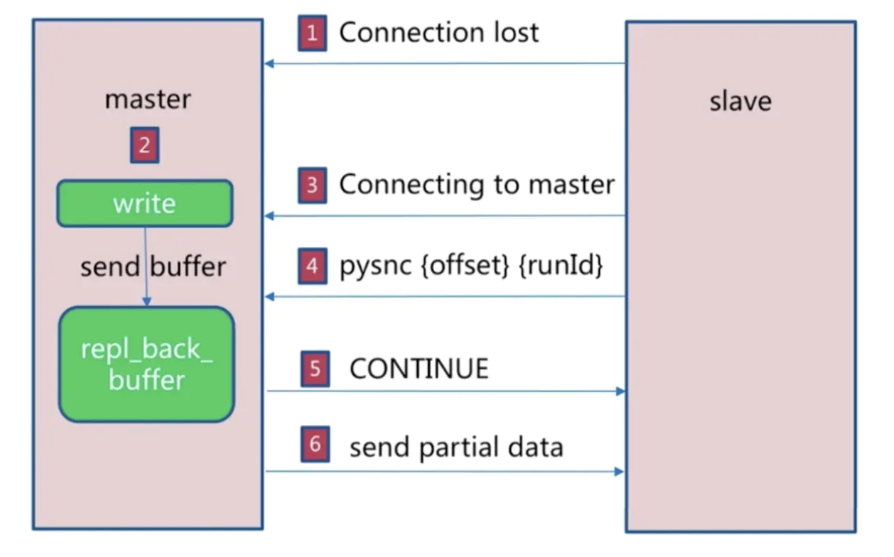 1 Connection lost
master
slave
2
3 Connecting to master
write
send buffer
4 pysnc {offset} {runId}
repl_back_
buffer
5 CONTINUE
6 send partial data